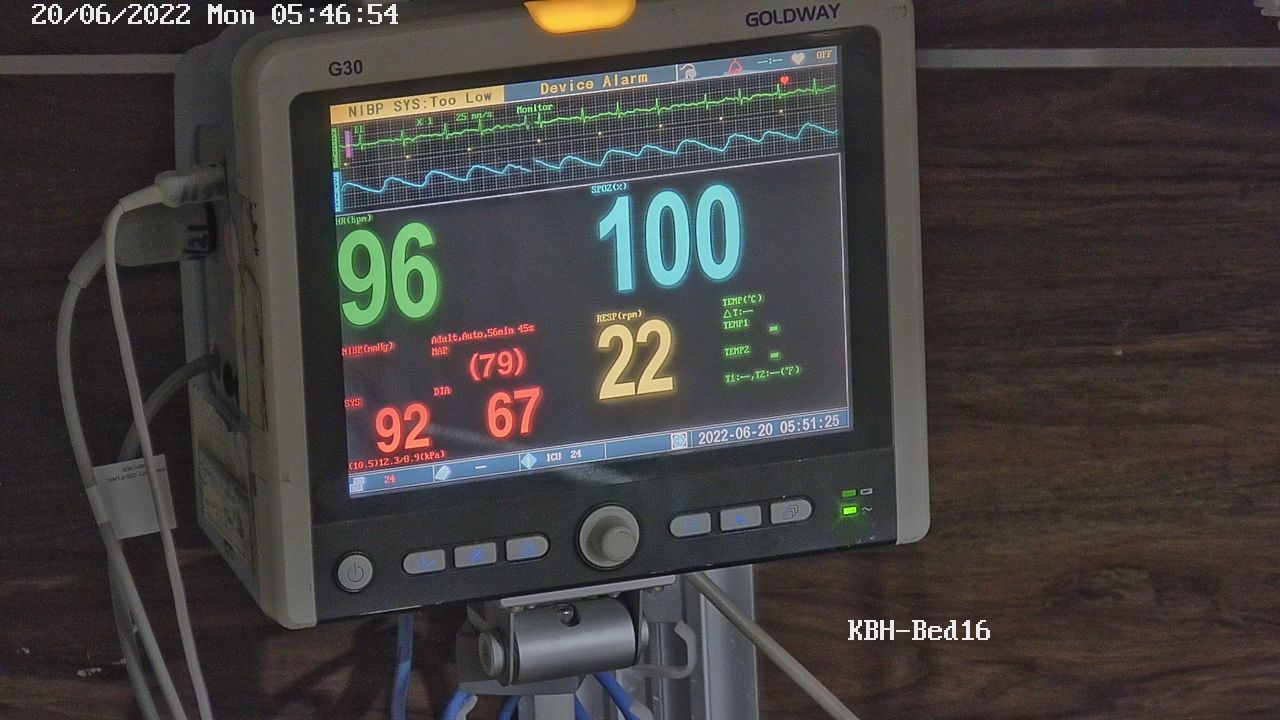 20/06/2022 Mon 05:46:54
GOLDWAY
G30
NIBP SYS:Too Low
Device Alarm
--:--
OFF
II
X 1
25 mm/s
Monitor
HR(bpm)
96
SPO2(%)
100
NIBP(mmHg)
Adult,Auto,56min 45s
MAP
(79)
SYS
92
DIA
67
(10.5)12.3/8.9(kPa)
RESP(rpm)
22
TEMP(°C)
△T:--
TEMP1
--
TEMP2
--
T1:--,T2:--(°F)
24
--
ICU 24
2022-06-20 05:51:25
KBH-Bed16